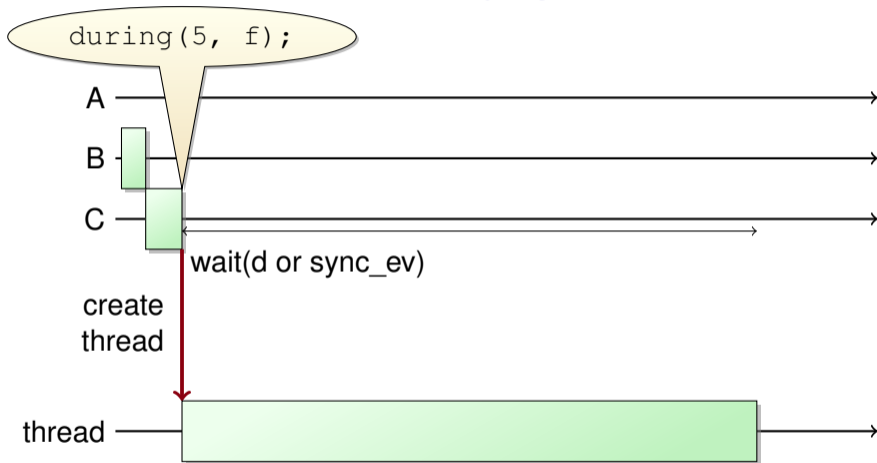 during(5, f);
A
B
C
wait(d or sync_ev)
create
thread
thread